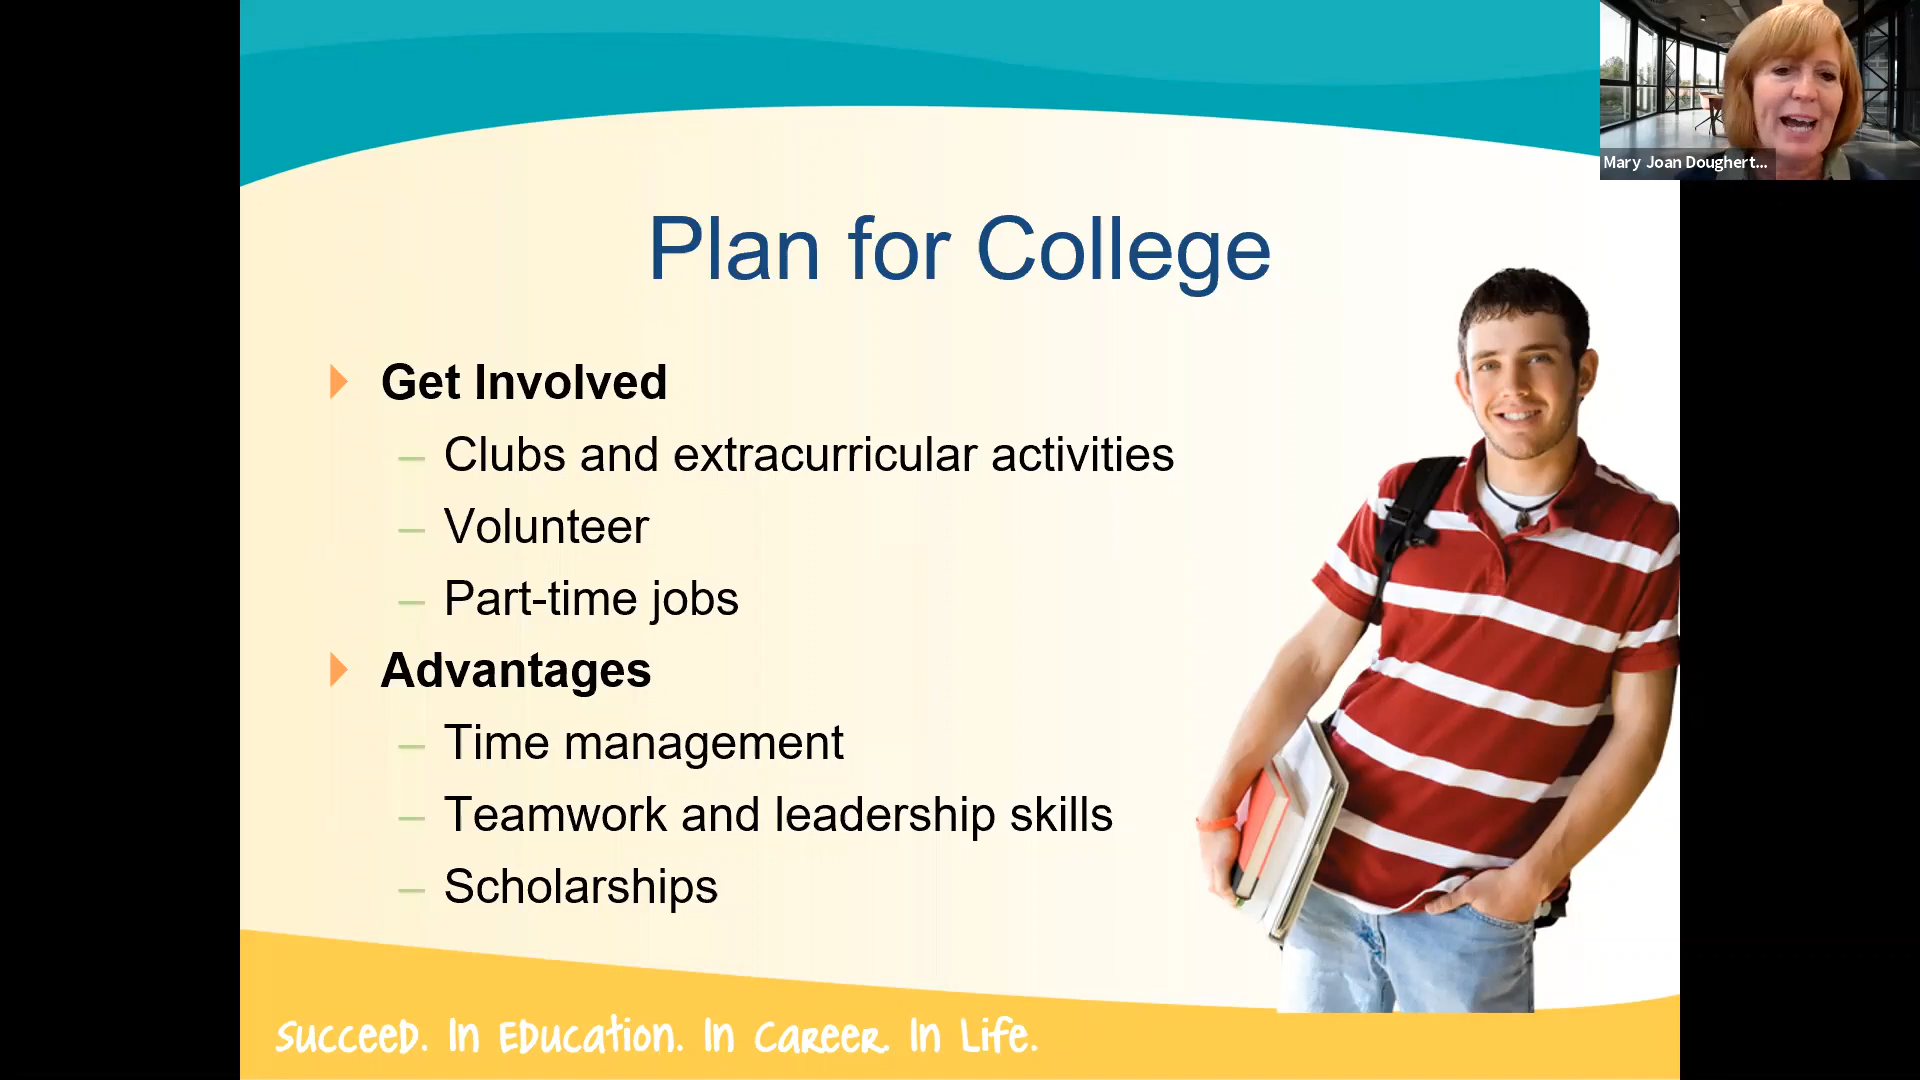 Mary Joan Doughert...
Plan for College
Get Involved
– Clubs and extracurricular activities
– Volunteer
– Part-time jobs
Advantages
– Time management
– Teamwork and leadership skills
– Scholarships
Succeed. In Education. In Career. In Life.